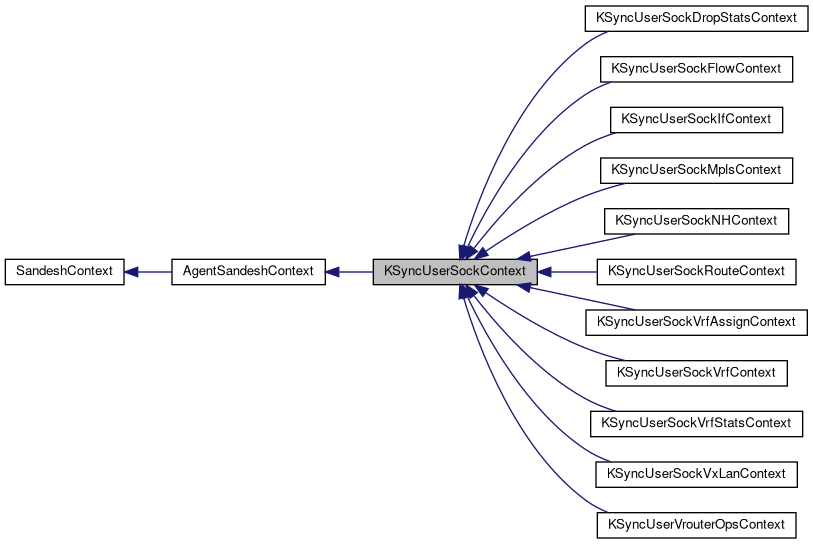 KSyncUserSockDropStatsContext
KSyncUserSockFlowContext
KSyncUserSockIfContext
KSyncUserSockMplsContext
KSyncUserSockNHContext
SandeshContext
AgentSandeshContext
KSyncUserSockContext
KSyncUserSockRouteContext
KSyncUserSockVrfAssignContext
KSyncUserSockVrfContext
KSyncUserSockVrfStatsContext
KSyncUserSockVxLanContext
KSyncUserVrouterOpsContext